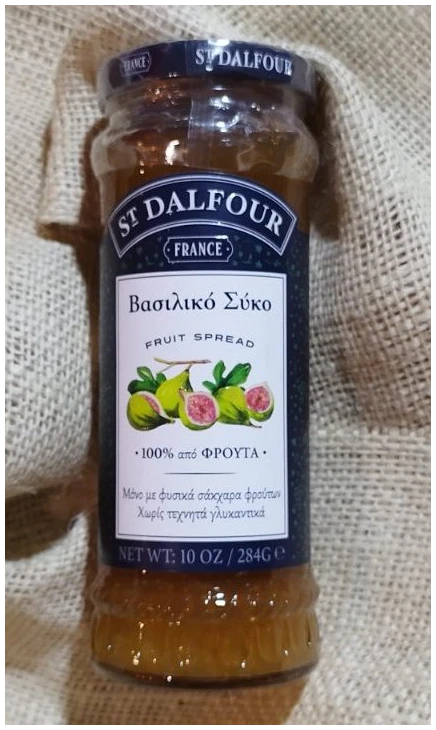 FRANCE
ST DALFOUR
ST DALFOUR
FRANCE
Βασιλικό Σύκο
FRUIT SPREAD
• 100% από ΦΡΟΥΤΑ •
Μόνο με φυσικά σάκχαρα φρούτων
Χωρίς τεχνητά γλυκαντικά
NET WT: 10 OZ / 284G ℮